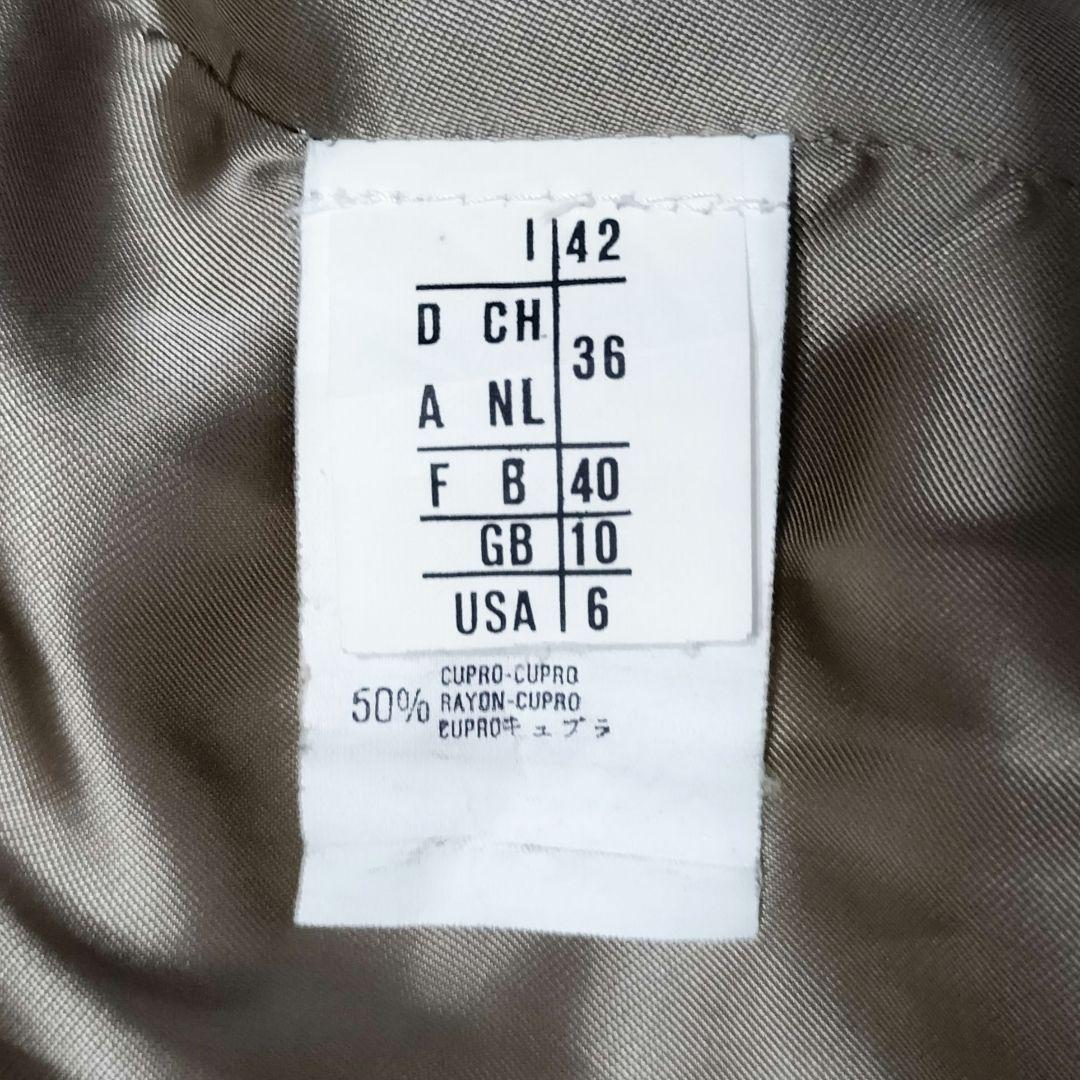 I 42
D CH
36
A NL
F B 40
GB 10
USA 6
CUPRO-CUPRO
50% RAYON-CUPRO
CUPROキュプラ